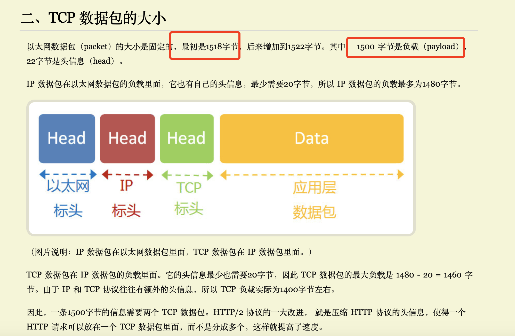 二、TCP 数据包的大小
以太网数据包（packet）的大小是固定的，最初是1518字节，后来增加到1522字节。其中， 1500 字节是负载（payload），
22字节是头信息（head）。
IP 数据包在以太网数据包的负载里面，它也有自己的头信息，最少需要20字节，所以 IP 数据包的负载最多为1480字节。
Head Head Head Data
以太网 IP TCP 应用层
标头 标头 标头 数据包
（图片说明：IP 数据包在以太网数据包里面，TCP 数据包在 IP 数据包里面。）
TCP 数据包在 IP 数据包的负载里面。它的头信息最少也需要20字节，因此 TCP 数据包的最大负载是 1480 - 20 = 1460 字
节。由于 IP 和 TCP 协议往往有额外的头信息，所以 TCP 负载实际为1400字节左右。
因此，一条1500字节的信息需要两个 TCP 数据包。HTTP/2 协议的一大改进， 就是压缩 HTTP 协议的头信息，使得一个
HTTP 请求可以放在一个 TCP 数据包里面，而不是分成多个，这样就提高了速度。